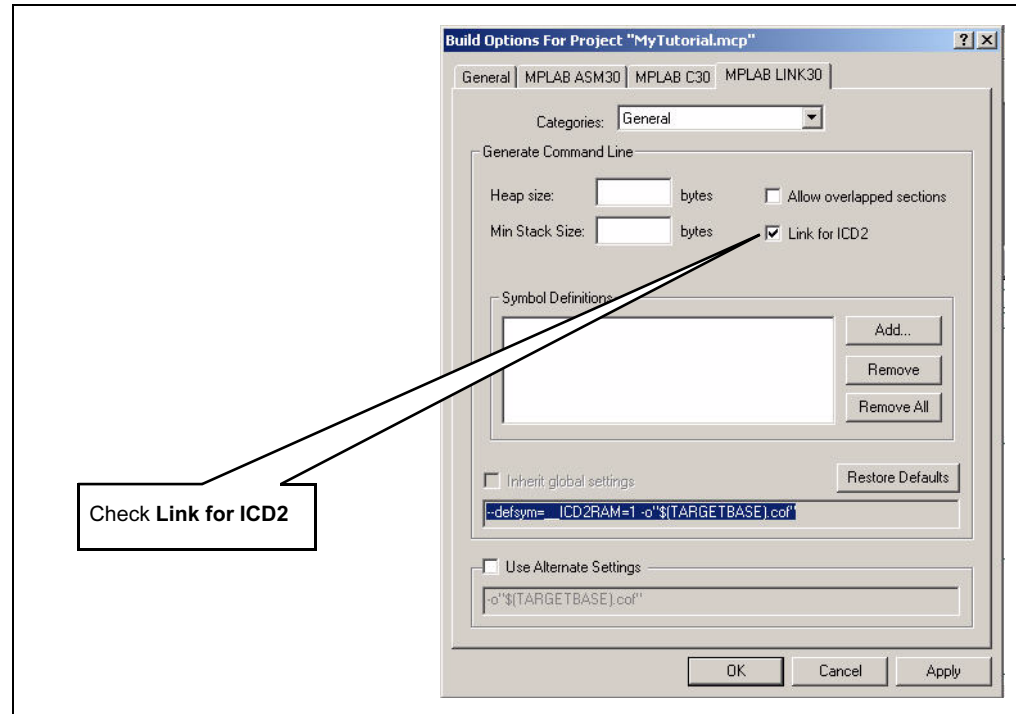 Build Options For Project "MyTutorial.mcp"
General MPLAB ASM30 MPLAB C30 MPLAB LINK30
Categories: General
Generate Command Line
Heap size: bytes Allow overlapped sections
Min Stack Size: bytes Link for ICD2
Symbol Definitions
Add...
Remove
Remove All
Inherit global settings Restore Defaults
--defsym=__ICD2RAM=1 -o"$(TARGETBASE).cof"
Use Alternate Settings
-o"$(TARGETBASE).cof"
OK Cancel Apply
Check Link for ICD2